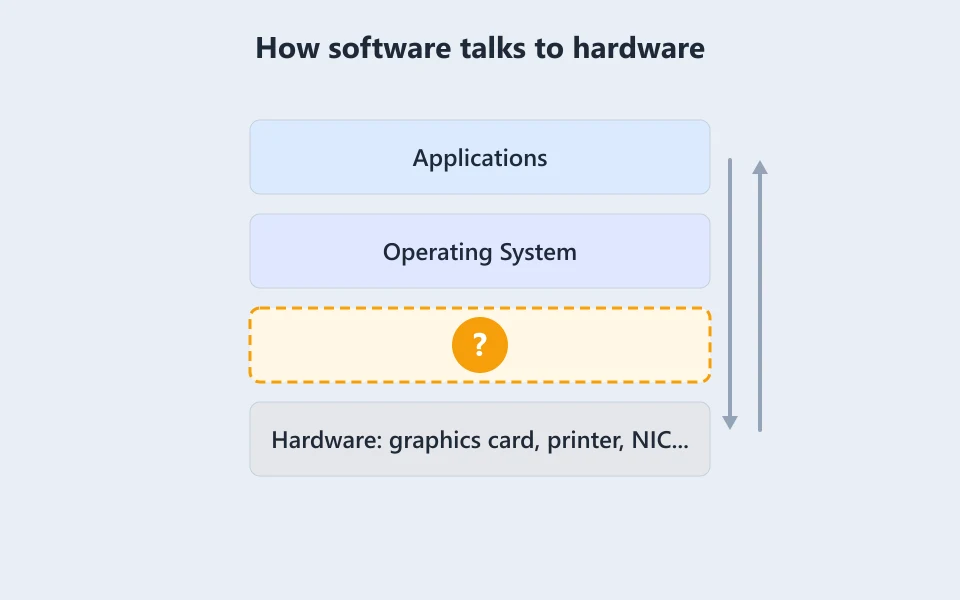 How software talks to hardware
Applications
Operating System
?
Hardware: graphics card, printer, NIC...